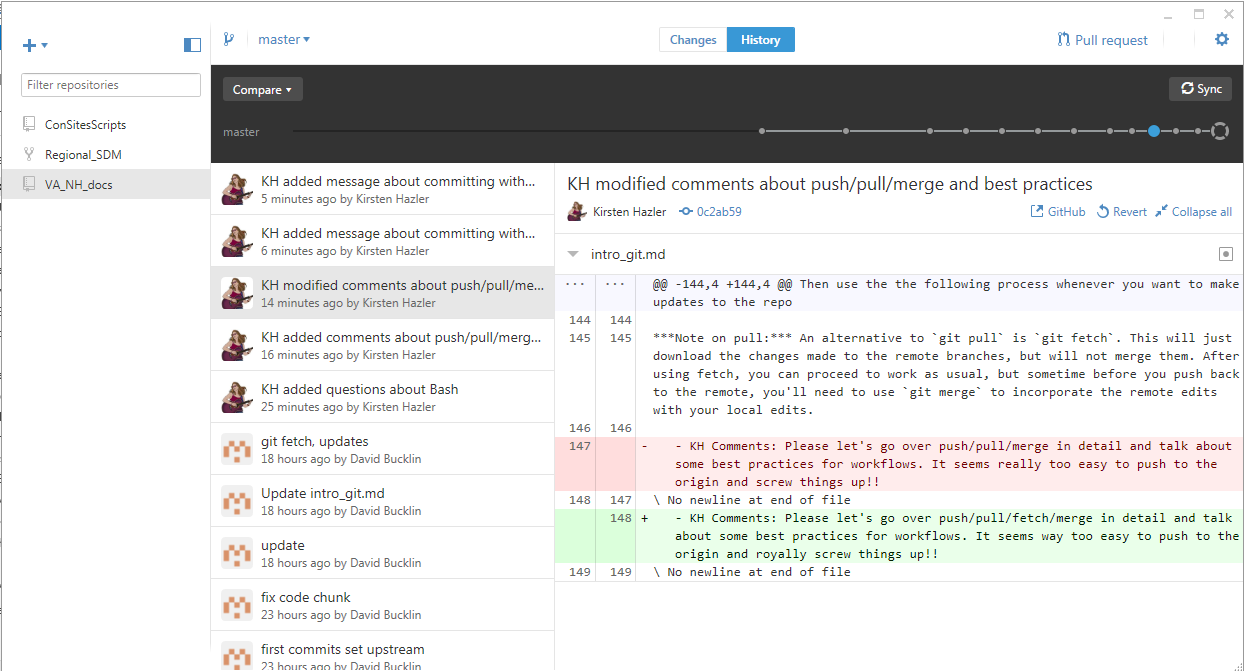 master
Changes
History
Pull request
Filter repositories
ConSitesScripts
Regional_SDM
VA_NH_docs
Compare
Sync
master
KH added message about committing with...
5 minutes ago by Kirsten Hazler
KH added message about committing with...
6 minutes ago by Kirsten Hazler
KH modified comments about push/pull/me...
14 minutes ago by Kirsten Hazler
KH added comments about push/pull/merg...
16 minutes ago by Kirsten Hazler
KH added questions about Bash
25 minutes ago by Kirsten Hazler
git fetch, updates
18 hours ago by David Bucklin
Update intro_git.md
18 hours ago by David Bucklin
update
18 hours ago by David Bucklin
fix code chunk
23 hours ago by David Bucklin
first commits set upstream
23 hours ago by David Bucklin
KH modified comments about push/pull/merge and best practices
Kirsten Hazler 0c2ab59 GitHub Revert Collapse all
intro_git.md
··· ··· @@ -144,4 +144,4 @@ Then use the the following process whenever you want to make
updates to the repo
144 144
145 145 ***Note on pull:*** An alternative to `git pull` is `git fetch`. This will just
download the changes made to the remote branches, but will not merge them. After
using fetch, you can proceed to work as usual, but sometime before you push back
to the remote, you'll need to use `git merge` to incorporate the remote edits
with your local edits.
146 146
147 - - KH Comments: Please let's go over push/pull/merge in detail and talk about
some best practices for workflows. It seems really too easy to push to the
origin and screw things up!!
148 147 \ No newline at end of file
148 + - KH Comments: Please let's go over push/pull/fetch/merge in detail and talk
about some best practices for workflows. It seems way too easy to push to the
origin and royally screw things up!!
149 149 \ No newline at end of file